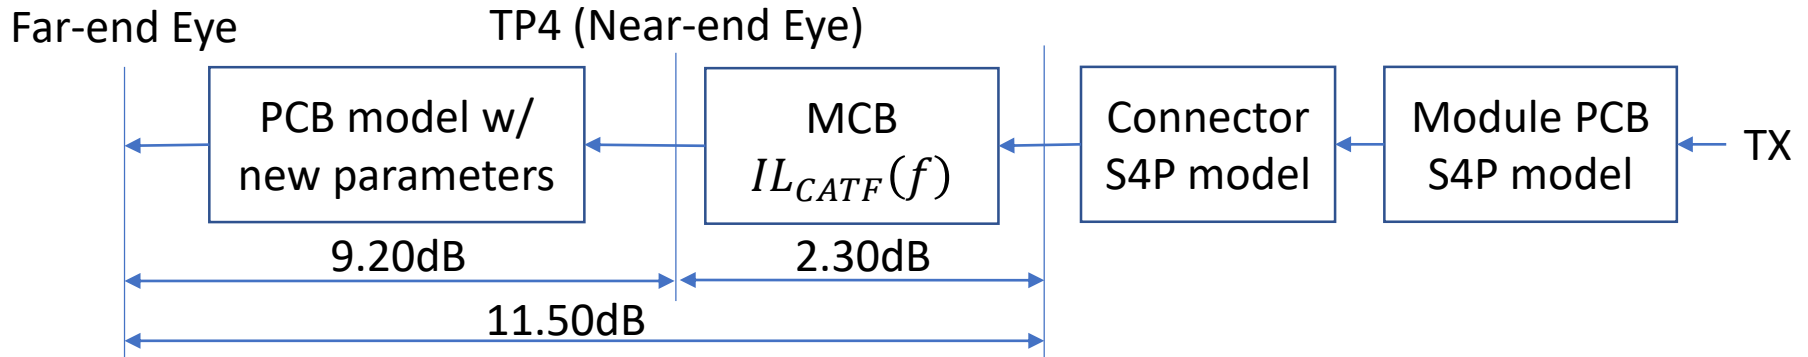 Far-end Eye
TP4 (Near-end Eye)
PCB model w/
new parameters
MCB
IL_{CATF}(f)
Connector
S4P model
Module PCB
S4P model
TX
9.20dB
2.30dB
11.50dB